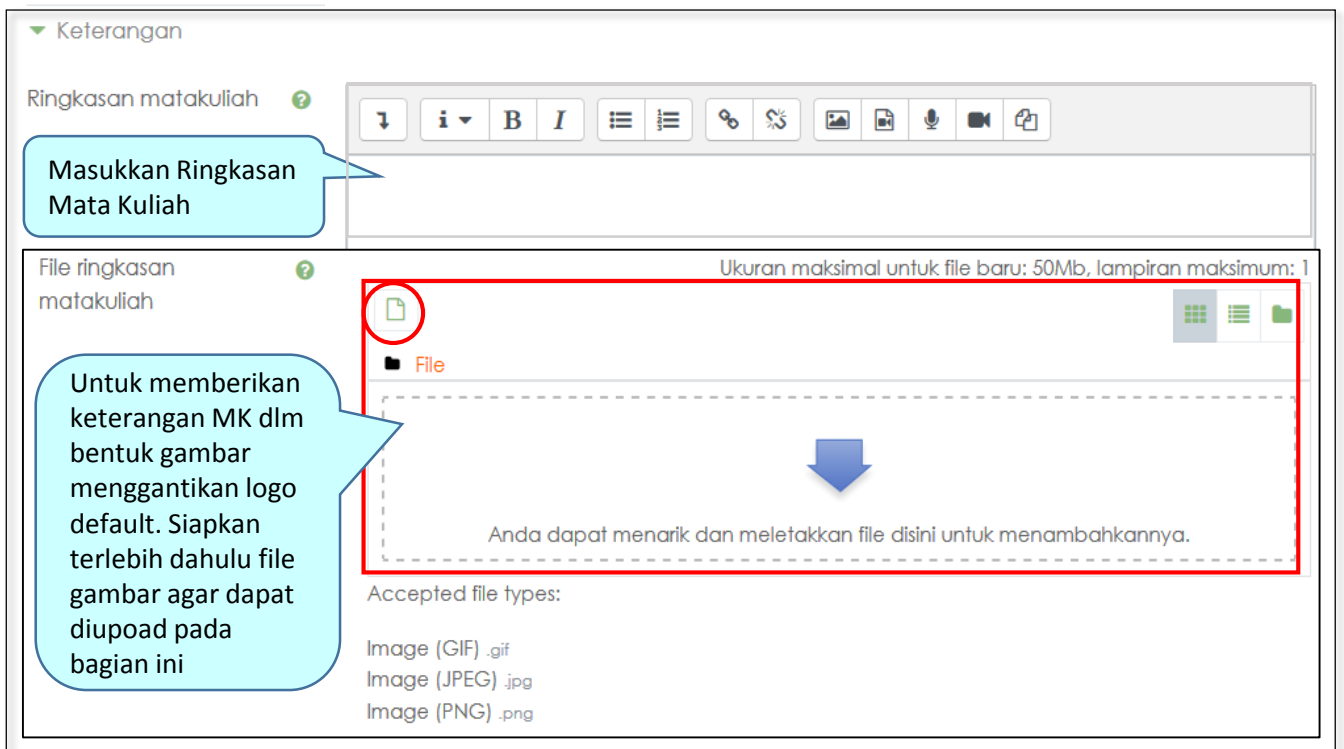 Keterangan
Ringkasan matakuliah
i B I
Masukkan Ringkasan
Mata Kuliah
File ringkasan
matakuliah
Ukuran maksimal untuk file baru: 50Mb, lampiran maksimum: 1
File
Untuk memberikan
keterangan MK dlm
bentuk gambar
menggantikan logo
default. Siapkan
terlebih dahulu file
gambar agar dapat
diupoad pada
bagian ini
Anda dapat menarik dan meletakkan file disini untuk menambahkannya.
Accepted file types:
Image (GIF) .gif
Image (JPEG) .jpg
Image (PNG) .png